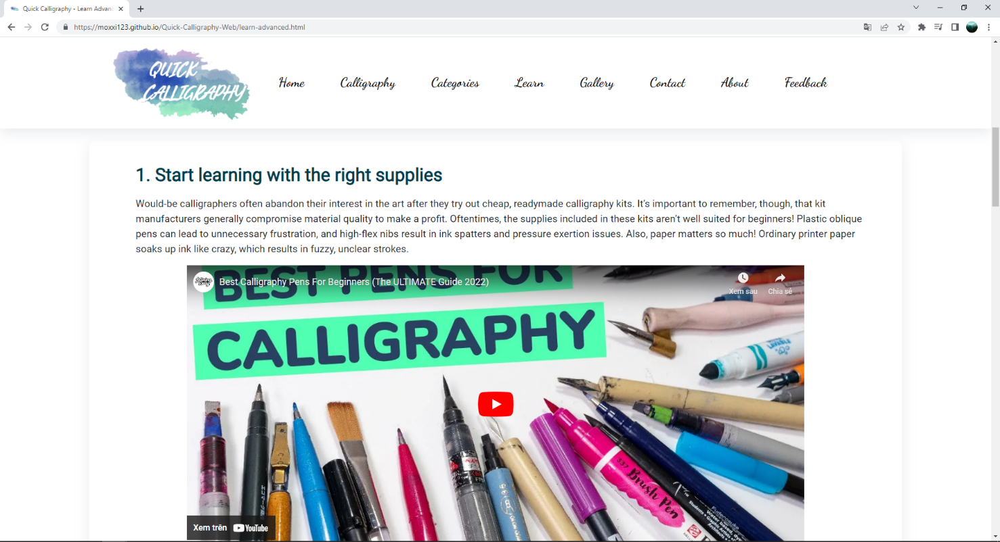 Quick Calligraphy - Learn Advanc
https://moxxi123.github.io/Quick-Calligraphy-Web/learn-advanced.html
QUICK
CALLIGRAPHY
Home
Calligraphy
Categories
Learn
Gallery
Contact
About
Feedback
1. Start learning with the right supplies
Would-be calligraphers often abandon their interest in the art after they try out cheap, readymade calligraphy kits. It's important to remember, though, that kit
manufacturers generally compromise material quality to make a profit. Oftentimes, the supplies included in these kits aren't well suited for beginners! Plastic oblique
pens can lead to unnecessary frustration, and high-flex nibs result in ink spatters and pressure exertion issues. Also, paper matters so much! Ordinary printer paper
soaks up ink like crazy, which results in fuzzy, unclear strokes.
Best Calligraphy Pens For Beginners (The ULTIMATE Guide 2022)
Xem sau
Chia sẻ
BEST PENS FOR
CALLIGRAPHY
337 Brush Pen
Fudenosuke
Xem trên YouTube